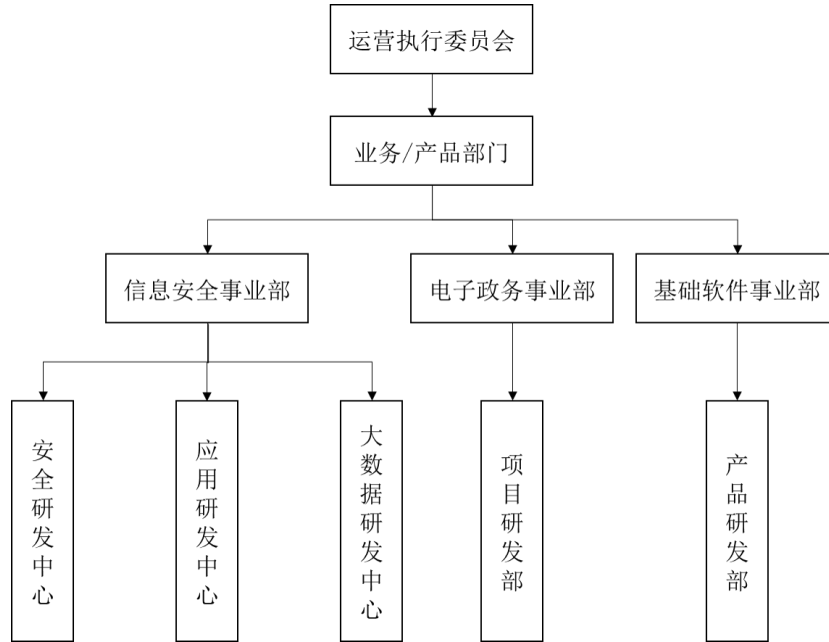 运营执行委员会
业务/产品部门
信息安全事业部
电子政务事业部
基础软件事业部
安全研发中心
应用研发中心
大数据研发中心
项目研发部
产品研发部